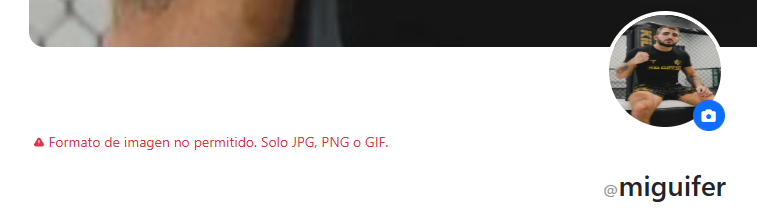 Formato de imagen no permitido. Solo JPG, PNG o GIF.
@miguifer